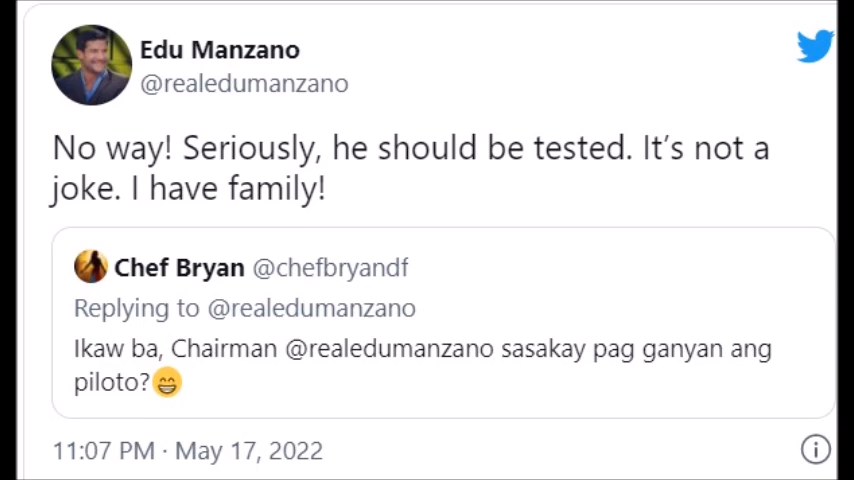 Edu Manzano
@realedumanzano
No way! Seriously, he should be tested. It’s not a
joke. I have family!
Chef Bryan @chefbryandf
Replying to @realedumanzano
Ikaw ba, Chairman @realedumanzano sasakay pag ganyan ang
piloto?😁
11:07 PM · May 17, 2022